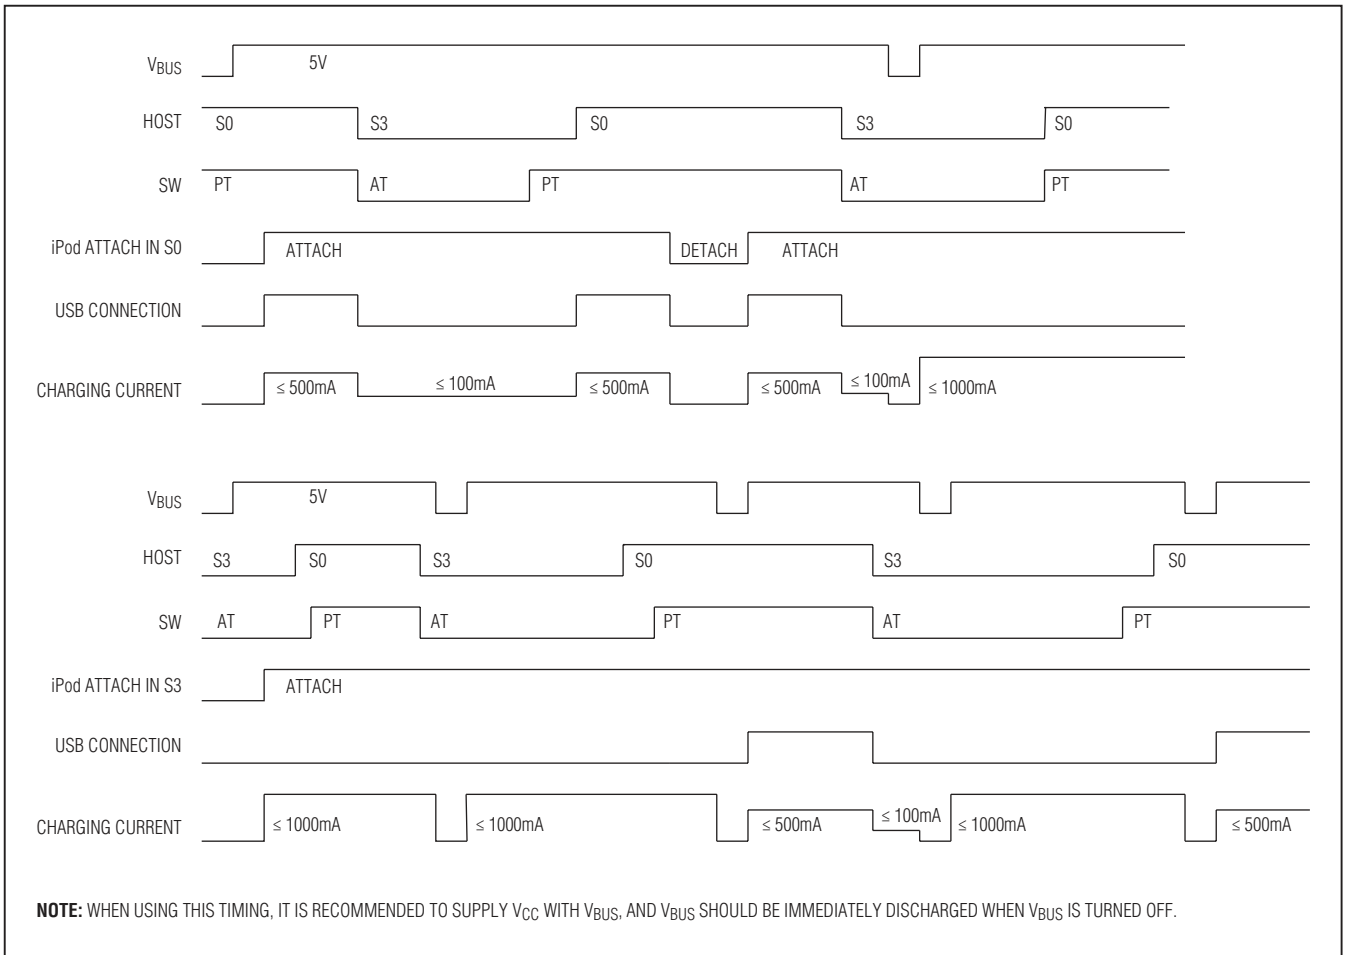 VBUS 5V
HOST S0 S3 S0 S3 S0
SW PT AT PT AT PT
iPod ATTACH IN S0 ATTACH DETACH ATTACH
USB CONNECTION
CHARGING CURRENT ≤ 500mA ≤ 100mA ≤ 500mA ≤ 500mA ≤ 100mA ≤ 1000mA
VBUS 5V
HOST S3 S0 S3 S0 S3 S0
SW AT PT AT PT AT PT
iPod ATTACH IN S3 ATTACH
USB CONNECTION
CHARGING CURRENT ≤ 1000mA ≤ 1000mA ≤ 500mA ≤ 100mA ≤ 1000mA ≤ 500mA
NOTE: WHEN USING THIS TIMING, IT IS RECOMMENDED TO SUPPLY VCC WITH VBUS, AND VBUS SHOULD BE IMMEDIATELY DISCHARGED WHEN VBUS IS TURNED OFF.